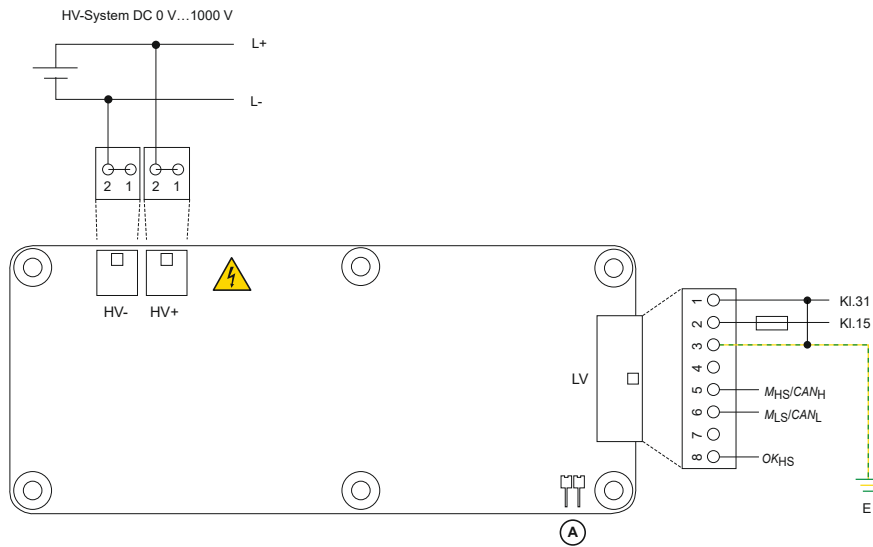 HV-System DC 0 V…1000 V
L+
L-
2 1 2 1
HV- HV+
LV
1
2
3
4
5
6
7
8
Kl.31
Kl.15
MHS/CANH
MLS/CANL
OKHS
E
A